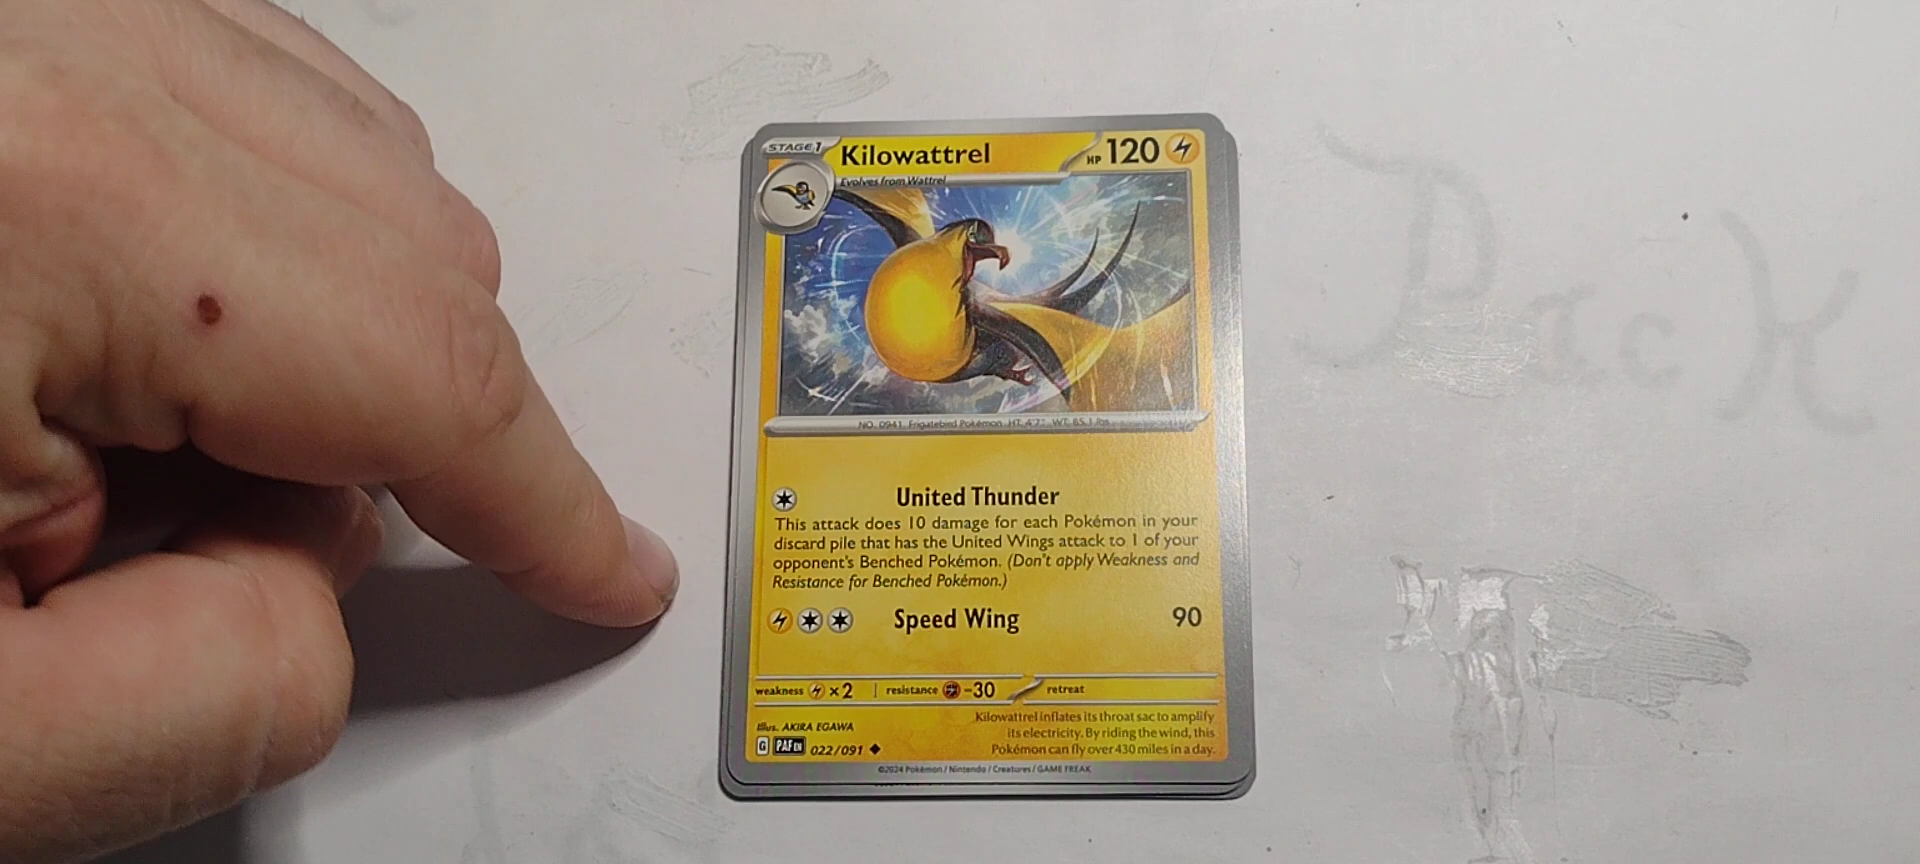 STAGE 1
Kilowattrel
HP 120
Evolves from Wattrel
NO. 0941 Frigatebird Pokémon HT: 4'7" WT: 85.1 lbs.
United Thunder
This attack does 10 damage for each Pokémon in your
discard pile that has the United Wings attack to 1 of your
opponent's Benched Pokémon. (Don't apply Weakness and
Resistance for Benched Pokémon.)
Speed Wing 90
weakness ×2 resistance -30 retreat
Illus. AKIRA EGAWA
Kilowattrel inflates its throat sac to amplify
its electricity. By riding the wind, this
Pokémon can fly over 430 miles in a day.
G PAF EN 022/091
©2024 Pokémon / Nintendo / Creatures / GAME FREAK
Pack